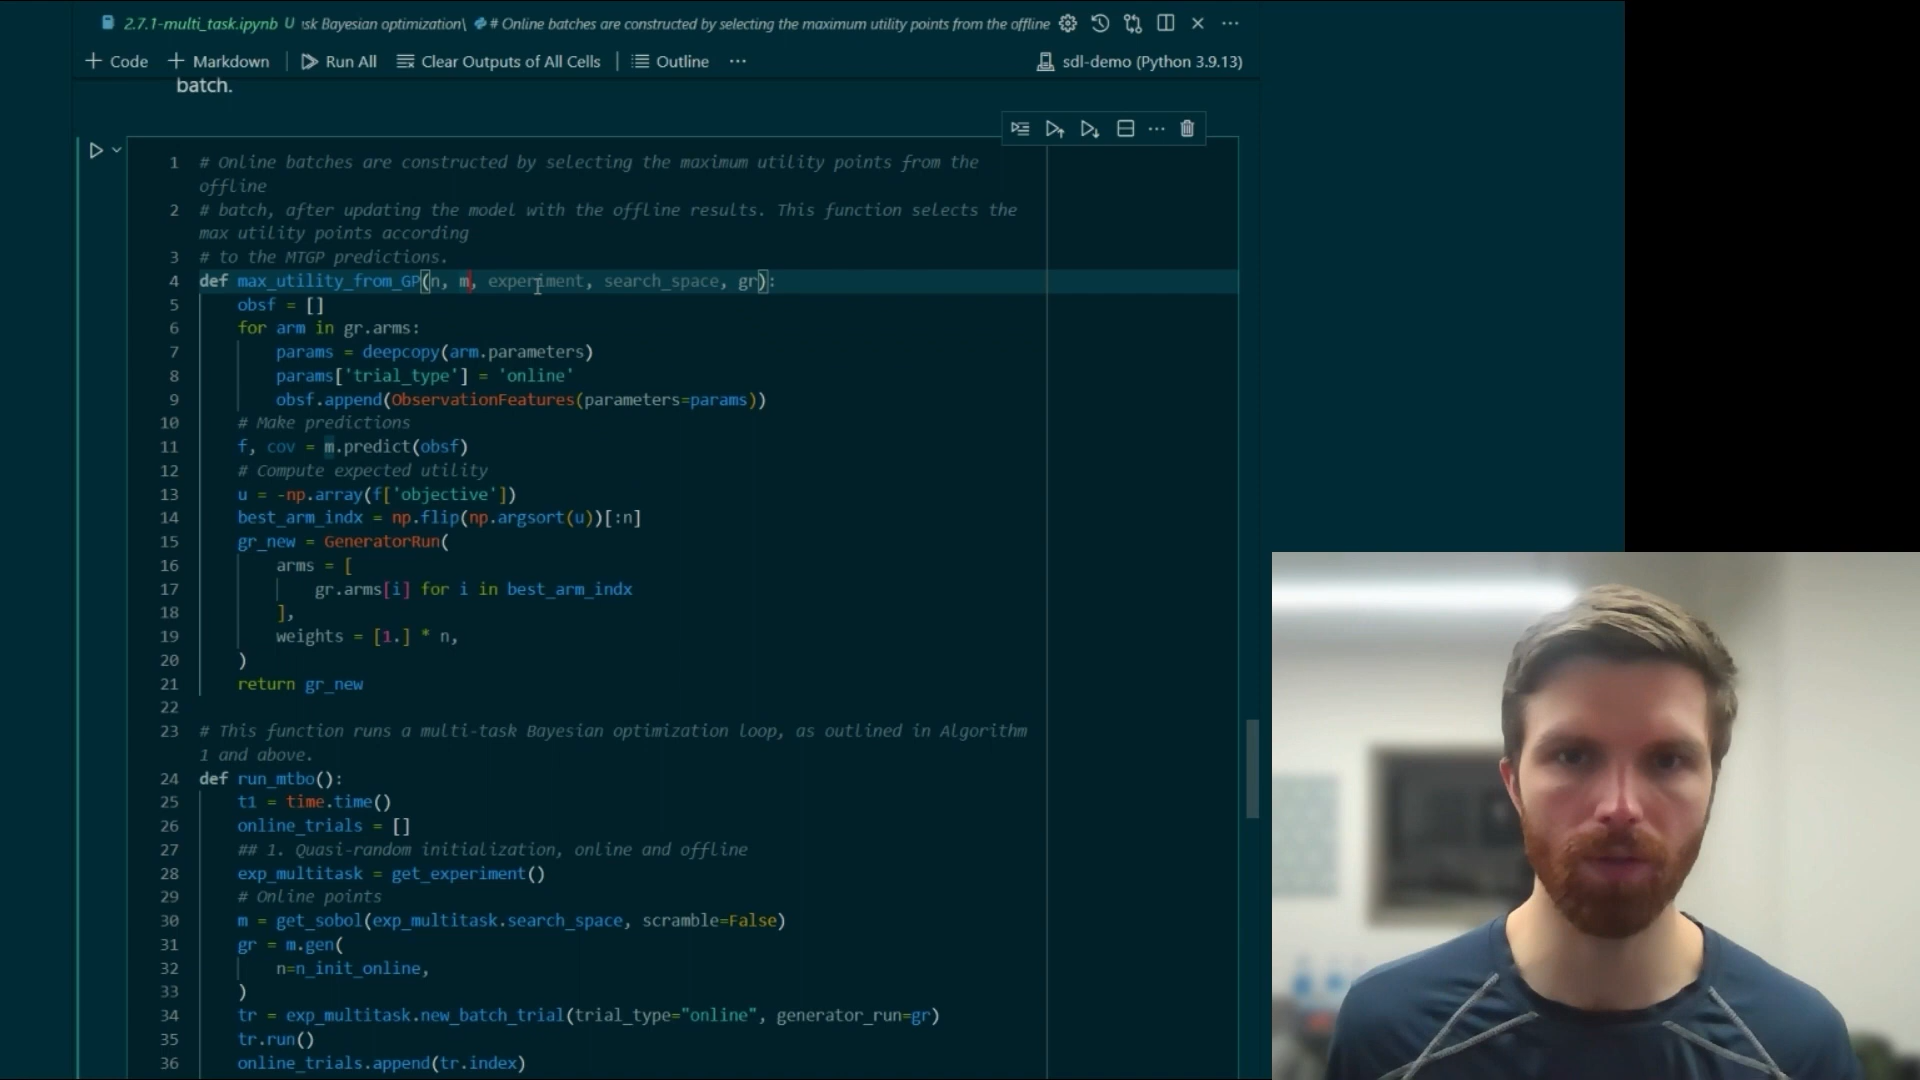 2.7.1-multi_task.ipynb U ısk Bayesian optimization\ # Online batches are constructed by selecting the maximum utility points from the offline
Code Markdown Run All Clear Outputs of All Cells Outline ··· sdl-demo (Python 3.9.13)
batch.
1 # Online batches are constructed by selecting the maximum utility points from the
offline
2 # batch, after updating the model with the offline results. This function selects the
max utility points according
3 # to the MTGP predictions.
4 def max_utility_from_GP(n, m, experiment, search_space, gr):
5 obsf = []
6 for arm in gr.arms:
7 params = deepcopy(arm.parameters)
8 params['trial_type'] = 'online'
9 obsf.append(ObservationFeatures(parameters=params))
10 # Make predictions
11 f, cov = m.predict(obsf)
12 # Compute expected utility
13 u = -np.array(f['objective'])
14 best_arm_indx = np.flip(np.argsort(u))[:n]
15 gr_new = GeneratorRun(
16 arms = [
17 gr.arms[i] for i in best_arm_indx
18 ],
19 weights = [1.] * n,
20 )
21 return gr_new
22
23 # This function runs a multi-task Bayesian optimization loop, as outlined in Algorithm
1 and above.
24 def run_mtbo():
25 t1 = time.time()
26 online_trials = []
27 ## 1. Quasi-random initialization, online and offline
28 exp_multitask = get_experiment()
29 # Online points
30 m = get_sobol(exp_multitask.search_space, scramble=False)
31 gr = m.gen(
32 n=n_init_online,
33 )
34 tr = exp_multitask.new_batch_trial(trial_type="online", generator_run=gr)
35 tr.run()
36 online_trials.append(tr.index)